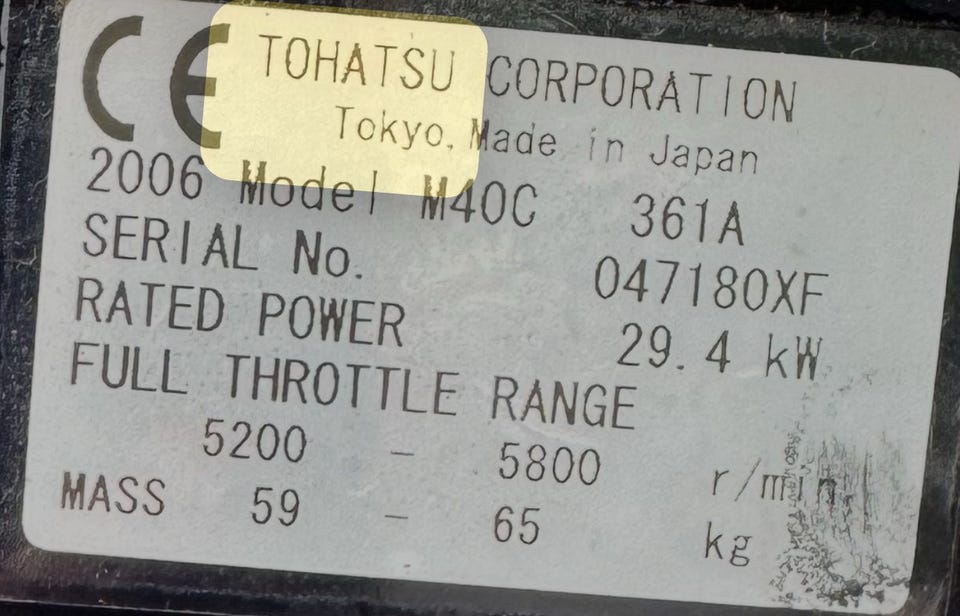 CE TOHATSU CORPORATION
Tokyo, Made in Japan
2006 Model M40C 361A
SERIAL No. 047180XF
RATED POWER 29.4 kW
FULL THROTTLE RANGE
5200 - 5800
MASS 59 - 65 kg